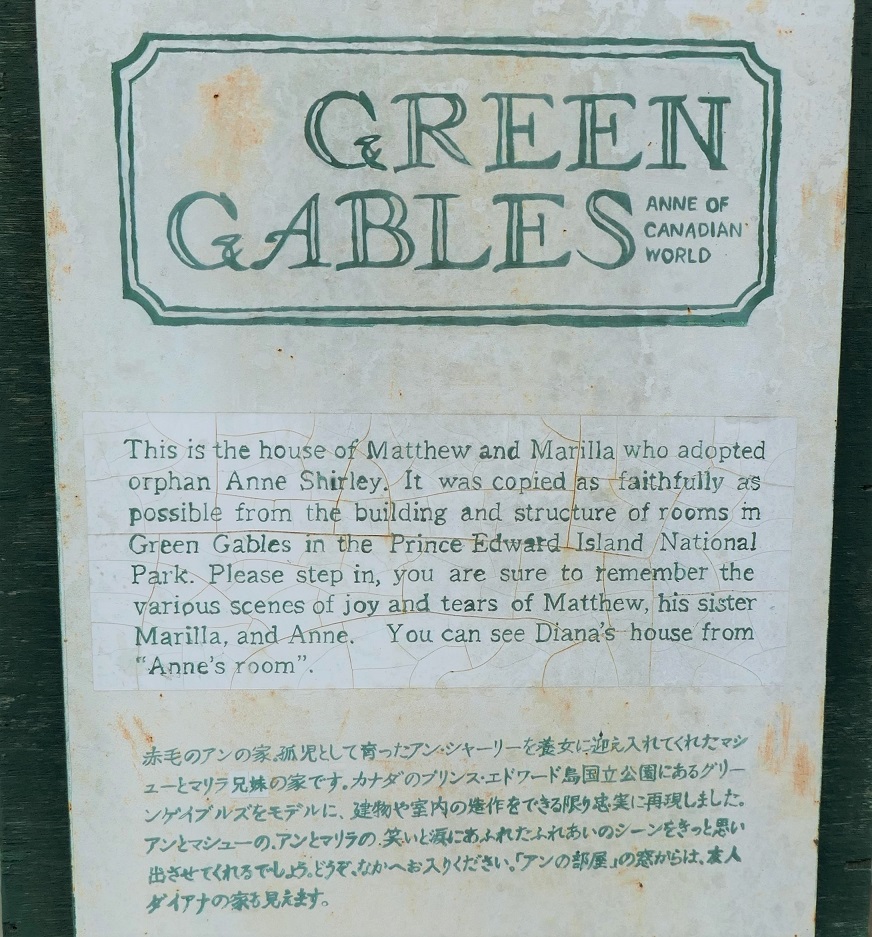 GREEN
GABLES
ANNE OF
CANADIAN
WORLD
This is the house of Matthew and Marilla who adopted
orphan Anne Shirley. It was copied as faithfully as
possible from the building and structure of rooms in
Green Gables in the Prince Edward Island National
Park. Please step in, you are sure to remember the
various scenes of joy and tears of Matthew, his sister
Marilla, and Anne. You can see Diana's house from
"Anne's room".
赤毛のアンの家。孤児として育ったアン・シャーリーを養女に迎え入れてくれたマシ
ューとマリラ兄妹の家です。カナダのプリンス・エドワード島国立公園にあるグリー
ンゲイブルズをモデルに、建物や室内の造作をできる限り忠実に再現しました。
アンとマシューの、アンとマリラの、笑いと涙にあふれたふれあいのシーンをきっと思い
出させてくれるでしょう。どうぞ、なかへお入りください。「アンの部屋」の窓からは、友人
ダイアナの家も見えます。